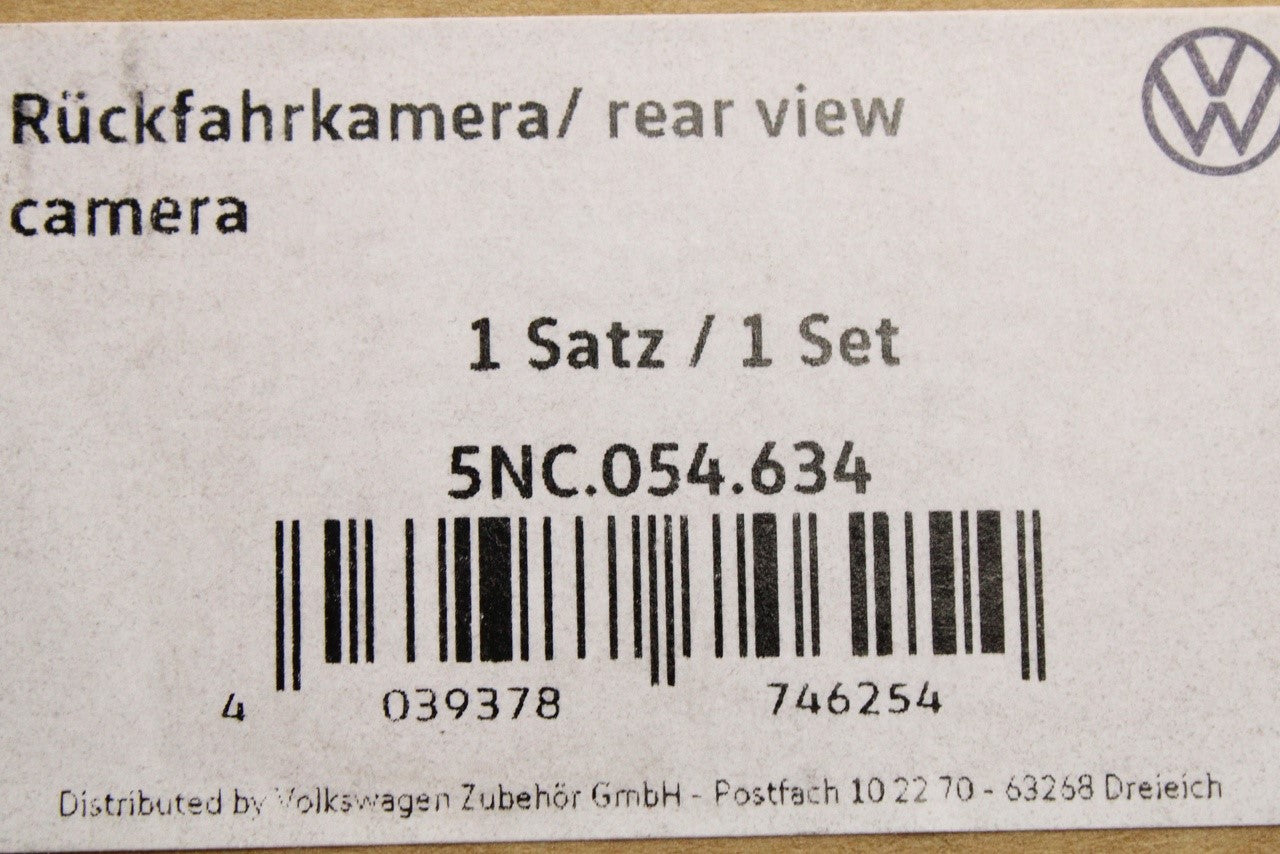 Rückfahrkamera/ rear view
camera
1 Satz / 1 Set
5NC.054.634
4 039378 746254
Distributed by Volkswagen Zubehör GmbH - Postfach 10 22 70 - 63268 Dreieich